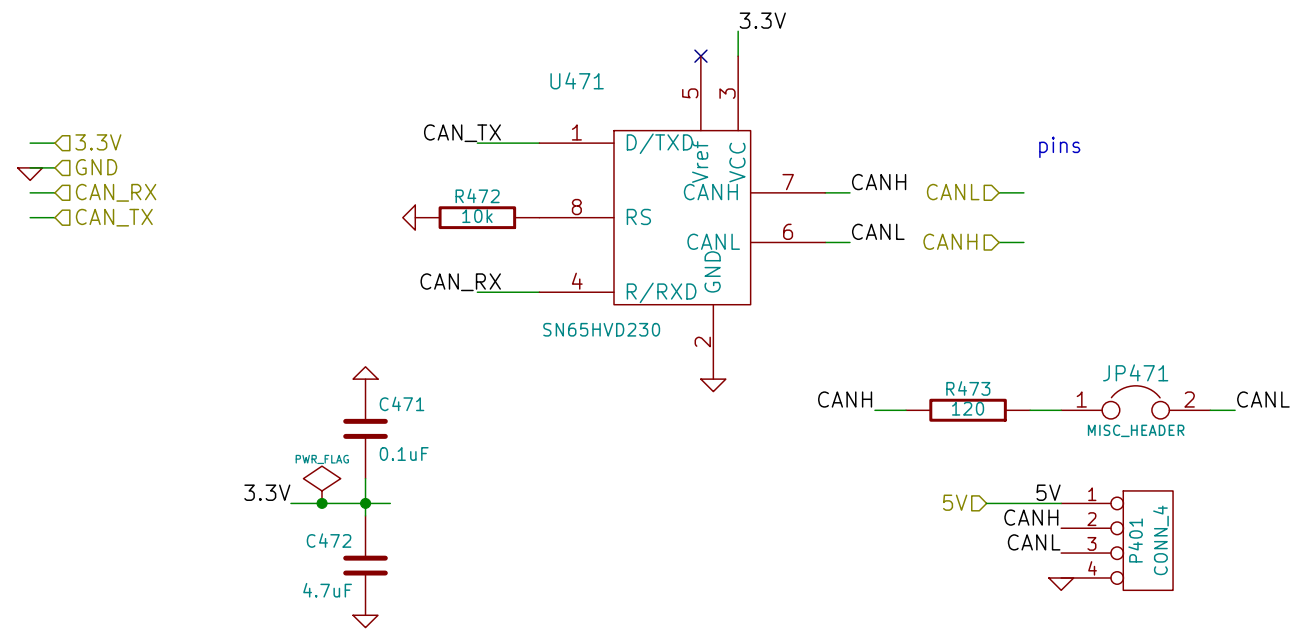 3.3V
U471
5
3
3.3V
GND
CAN_RX
CAN_TX
CAN_TX
1
D/TXD
Vref
VCC
pins
R472
10k
8
RS
CANH
7
CANH
CANL
CANL
6
CANL
CANH
GND
CAN_RX
4
R/RXD
SN65HVD230
2
C471
0.1uF
PWR_FLAG
3.3V
C472
4.7uF
CANH
R473
120
JP471
1
2
CANL
MISC_HEADER
5V
5V
1
CANH
2
CANL
3
4
P401
CONN_4